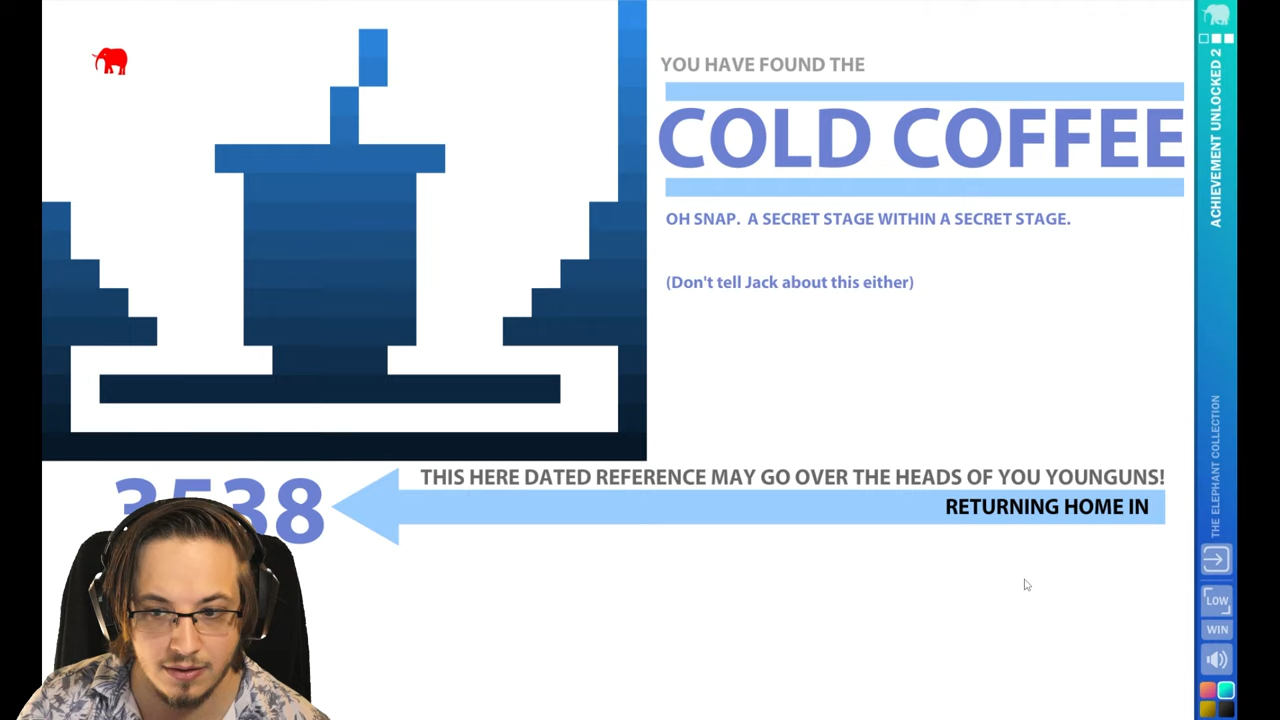 YOU HAVE FOUND THE
COLD COFFEE
OH SNAP. A SECRET STAGE WITHIN A SECRET STAGE.
(Don't tell Jack about this either)
THIS HERE DATED REFERENCE MAY GO OVER THE HEADS OF YOU YOUNGUNS!
RETURNING HOME IN
3538
ACHIEVEMENT UNLOCKED 2
THE ELEPHANT COLLECTION
LOW
WIN